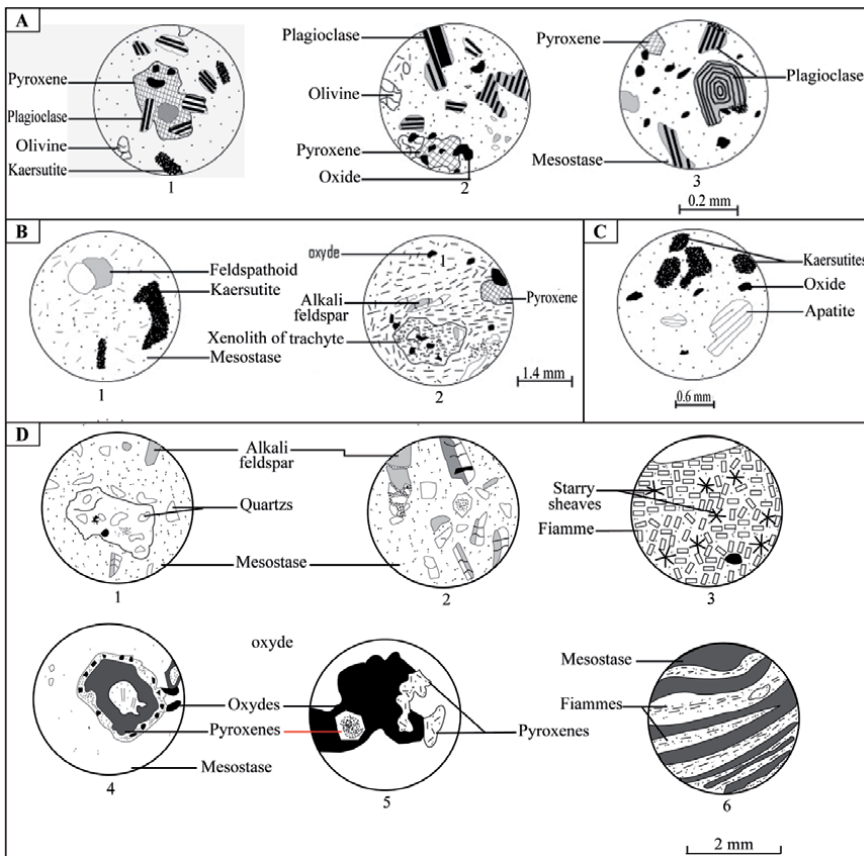 A
Pyroxene
Plagioclase
Olivine
Kaersutite
1
Plagioclase
Olivine
Pyroxene
Oxide
2
Pyroxene
Plagioclase
Mesostase
3
0.2 mm
B
Feldspathoid
Kaersutite
Mesostase
1
oxyde
1
Alkali
feldspar
Xenolith of trachyte
Pyroxene
2
1.4 mm
C
Kaersutites
Oxide
Apatite
0.6 mm
D
Alkali
feldspar
Quartzs
Mesostase
1
2
Starry
sheaves
Fiamme
3
oxyde
Oxydes
Pyroxenes
Mesostase
4
Pyroxenes
5
Mesostase
Fiammes
6
2 mm